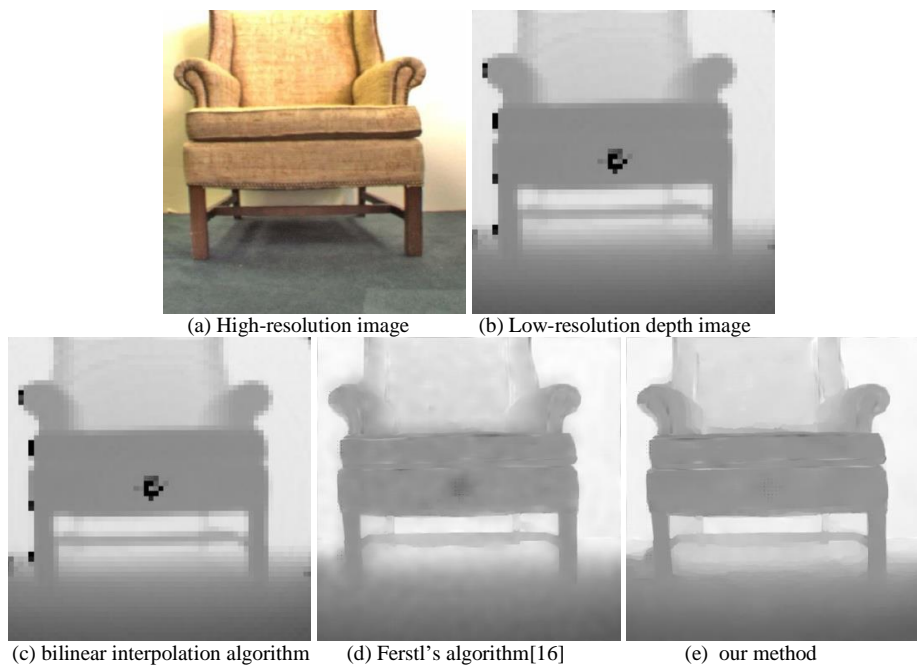 (a) High-resolution image
(b) Low-resolution depth image
(c) bilinear interpolation algorithm
(d) Ferstl's algorithm[16]
(e) our method